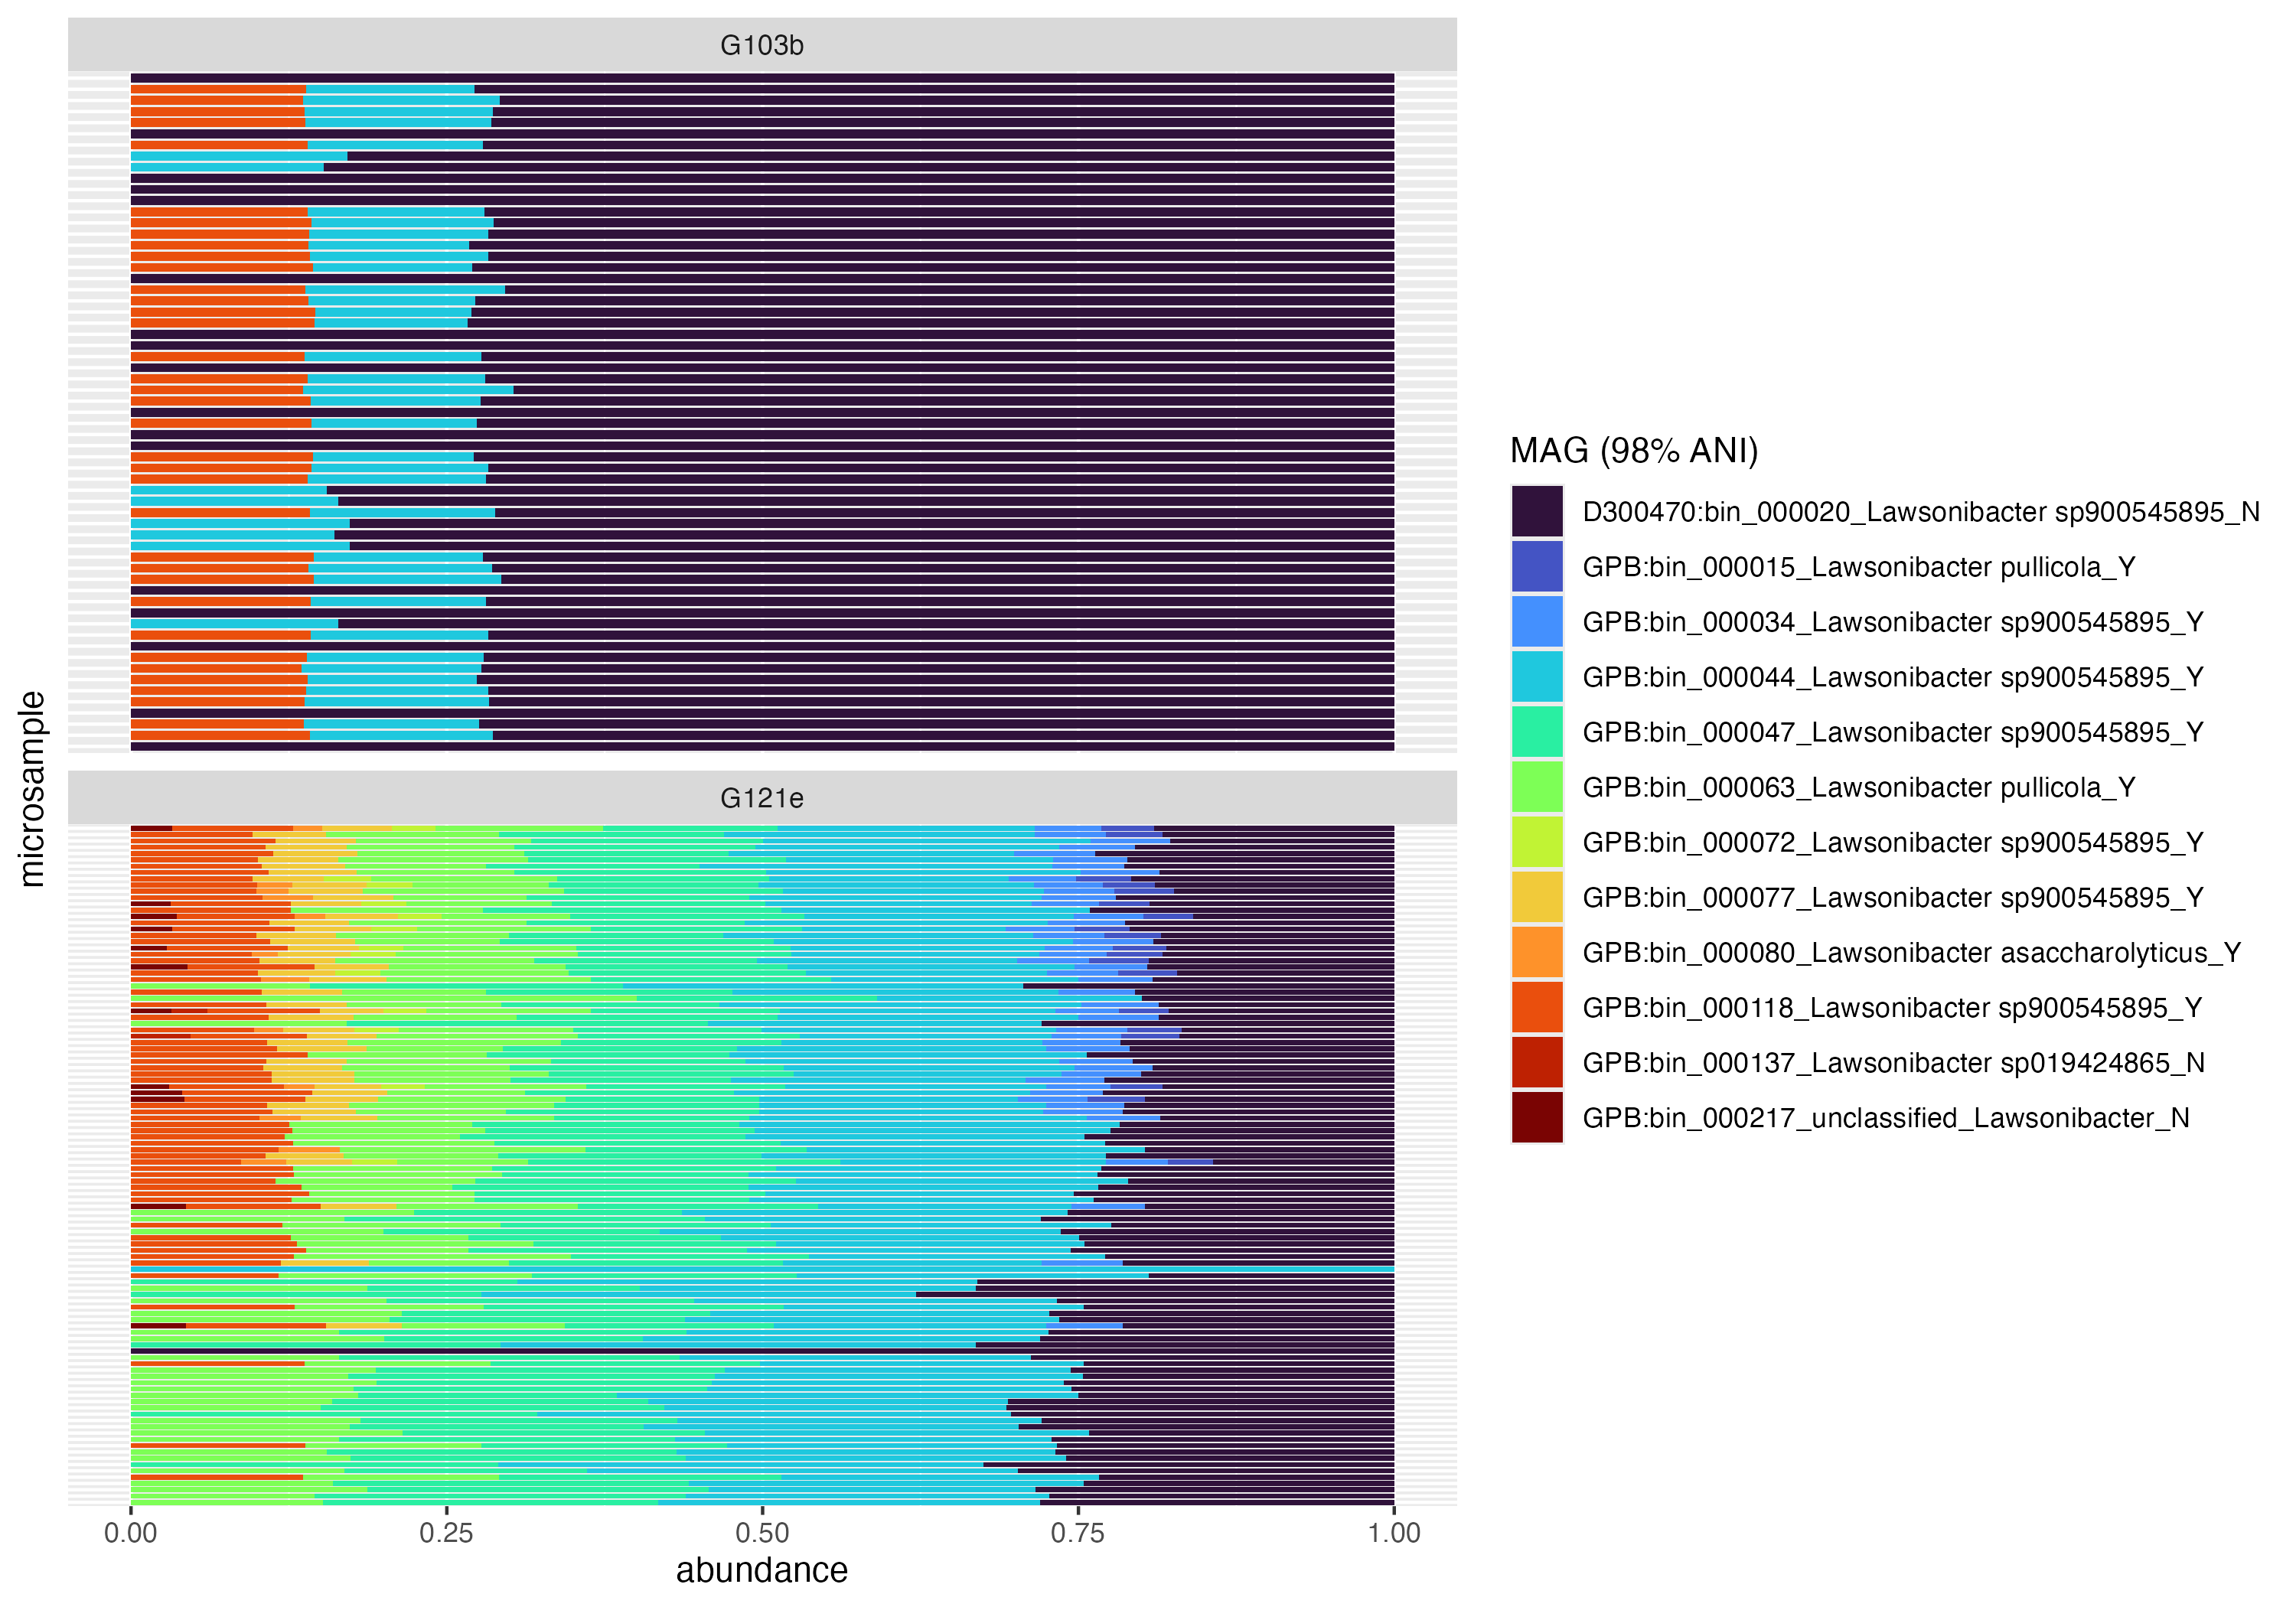 G103b
G121e
microsample
0.00
0.25
0.50
0.75
1.00
abundance
MAG (98% ANI)
D300470:bin_000020_Lawsonibacter sp900545895_N
GPB:bin_000015_Lawsonibacter pullicola_Y
GPB:bin_000034_Lawsonibacter sp900545895_Y
GPB:bin_000044_Lawsonibacter sp900545895_Y
GPB:bin_000047_Lawsonibacter sp900545895_Y
GPB:bin_000063_Lawsonibacter pullicola_Y
GPB:bin_000072_Lawsonibacter sp900545895_Y
GPB:bin_000077_Lawsonibacter sp900545895_Y
GPB:bin_000080_Lawsonibacter asaccharolyticus_Y
GPB:bin_000118_Lawsonibacter sp900545895_Y
GPB:bin_000137_Lawsonibacter sp019424865_N
GPB:bin_000217_unclassified_Lawsonibacter_N